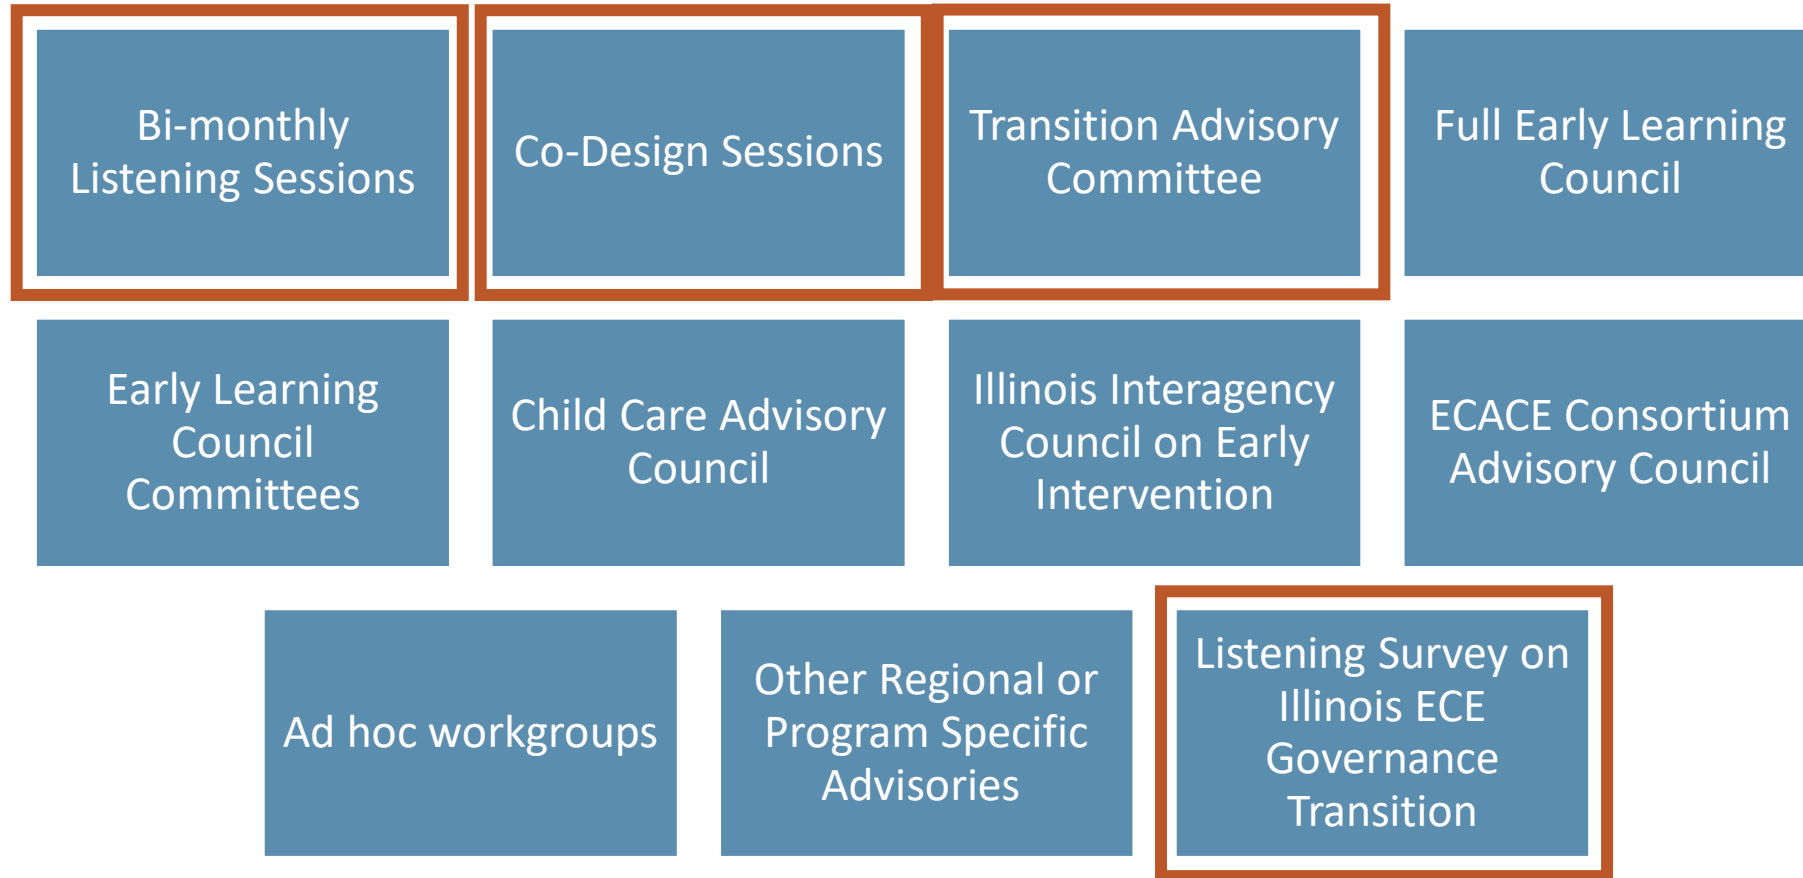 Bi-monthly
Listening Sessions
Co-Design Sessions
Transition Advisory
Committee
Full Early Learning
Council
Early Learning
Council
Committees
Child Care Advisory
Council
Illinois Interagency
Council on Early
Intervention
ECACE Consortium
Advisory Council
Ad hoc workgroups
Other Regional or
Program Specific
Advisories
Listening Survey on
Illinois ECE
Governance
Transition